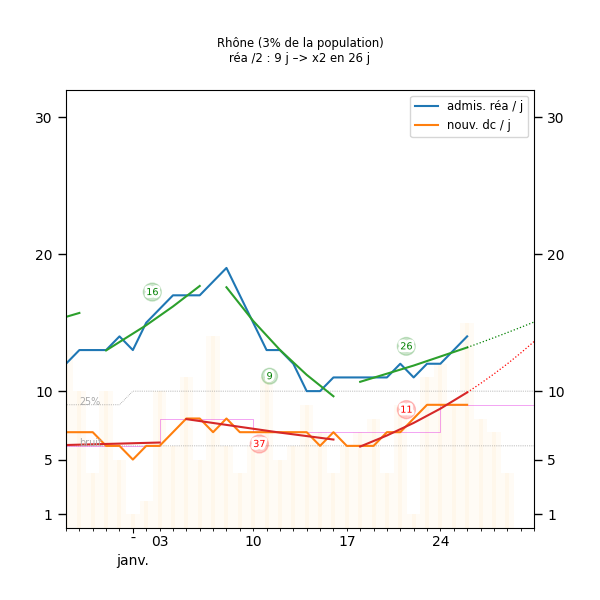 Rhône (3% de la population)
réa /2 : 9 j –> x2 en 26 j
admis. réa / j
nouv. dc / j
30 30
20 20
16
26
9
10 10
25%
11
bruit
37
5 5
1 1
- 03 10 17 24
janv.